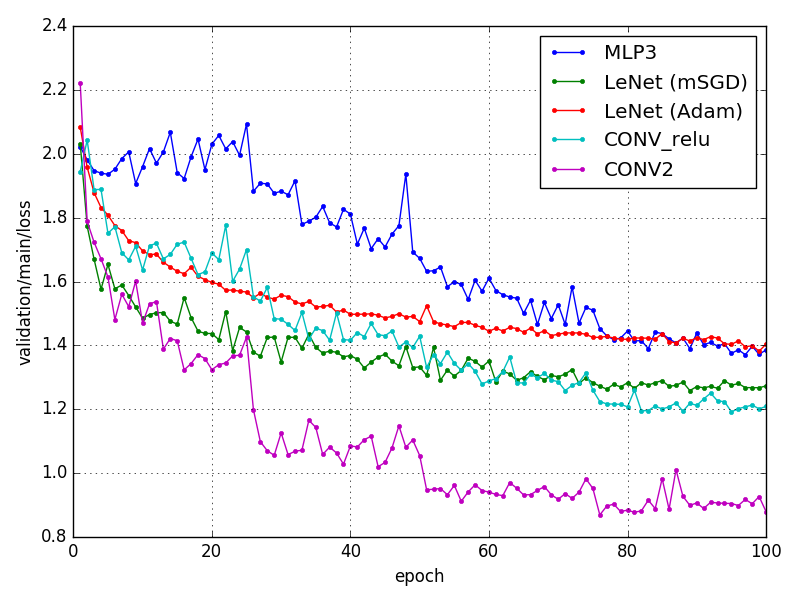 2.4
2.2
2.0
1.8
1.6
1.4
1.2
1.0
0.8
validation/main/loss
MLP3
LeNet (mSGD)
LeNet (Adam)
CONV_relu
CONV2
0 20 40 60 80 100
epoch